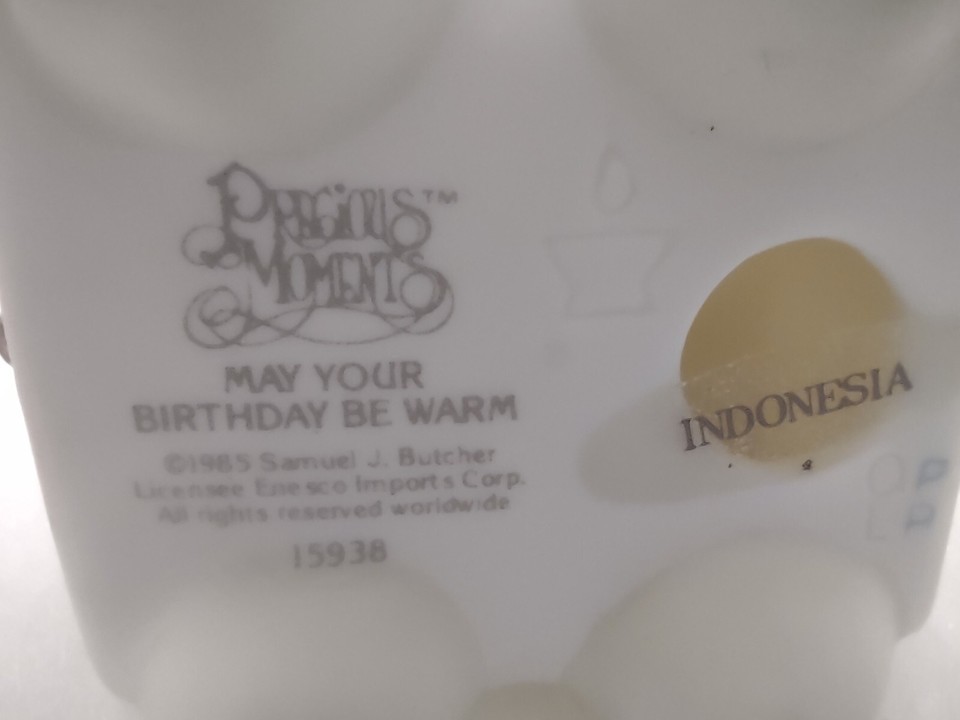 PRECIOUS™
MOMENTS
MAY YOUR
BIRTHDAY BE WARM
©1985 Samuel J. Butcher
Licensee Enesco Imports Corp.
All rights reserved worldwide
15938
INDONESIA